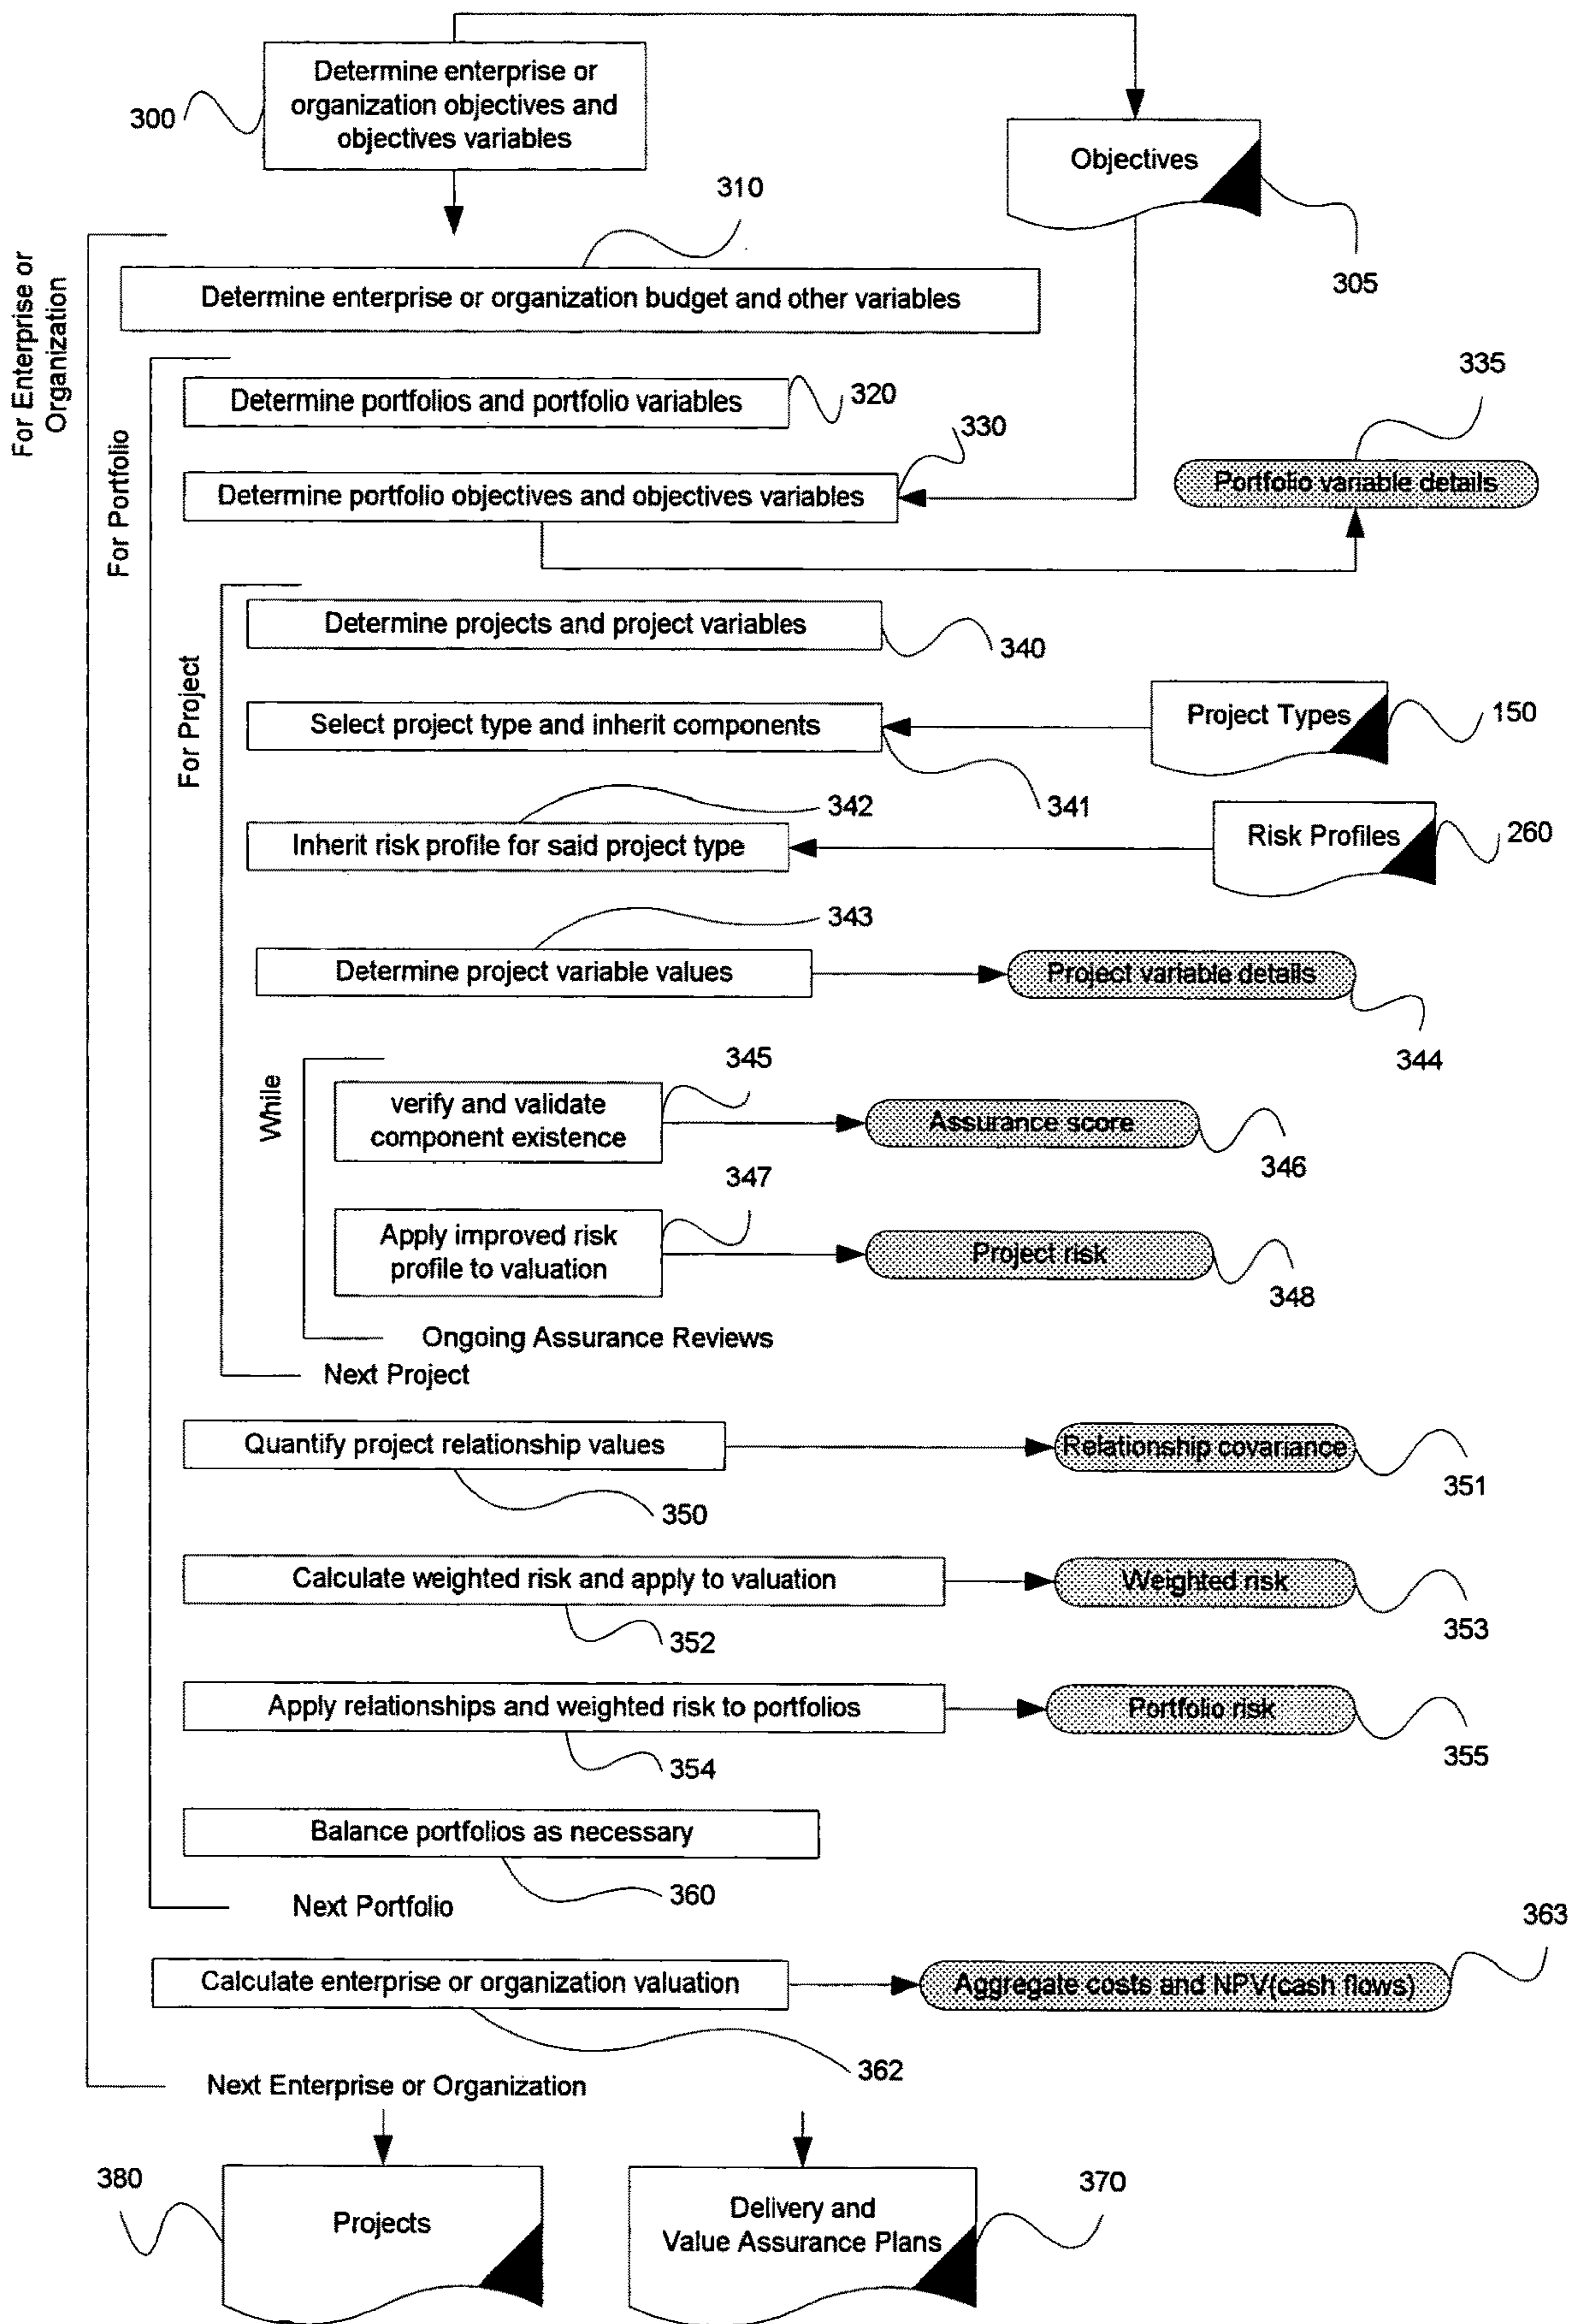 Determine enterprise or
organization objectives and
objectives variables
300
Objectives
305
310
For Enterprise or
Organization
Determine enterprise or organization budget and other variables
For Portfolio
Determine portfolios and portfolio variables
320
330
335
Determine portfolio objectives and objectives variables
Portfolio variable details
For Project
Determine projects and project variables
340
Select project type and inherit components
341
Project Types
150
342
Inherit risk profile for said project type
Risk Profiles
260
343
Determine project variable values
Project variable details
344
While
345
verify and validate
component existence
Assurance score
346
347
Apply improved risk
profile to valuation
Project risk
348
Ongoing Assurance Reviews
Next Project
Quantify project relationship values
350
Relationship covariance
351
Calculate weighted risk and apply to valuation
352
Weighted risk
353
Apply relationships and weighted risk to portfolios
354
Portfolio risk
355
Balance portfolios as necessary
360
Next Portfolio
363
Calculate enterprise or organization valuation
Aggregate costs and NPV(cash flows)
362
Next Enterprise or Organization
380
Projects
Delivery and
Value Assurance Plans
370